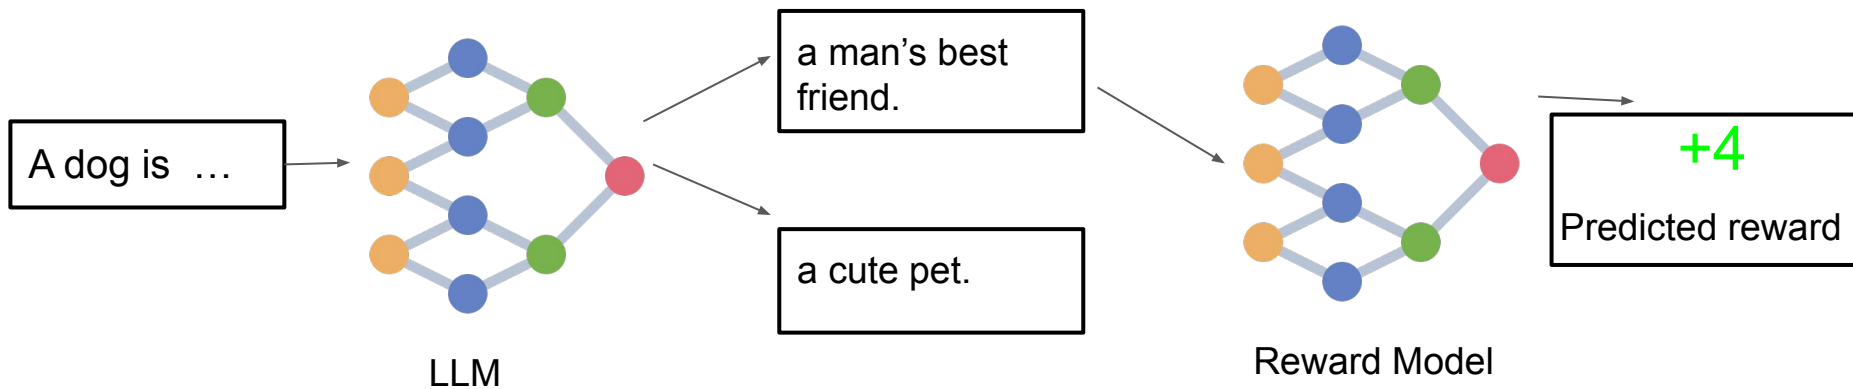 A dog is …
LLM
a man’s best
friend.
a cute pet.
Reward Model
+4
Predicted reward